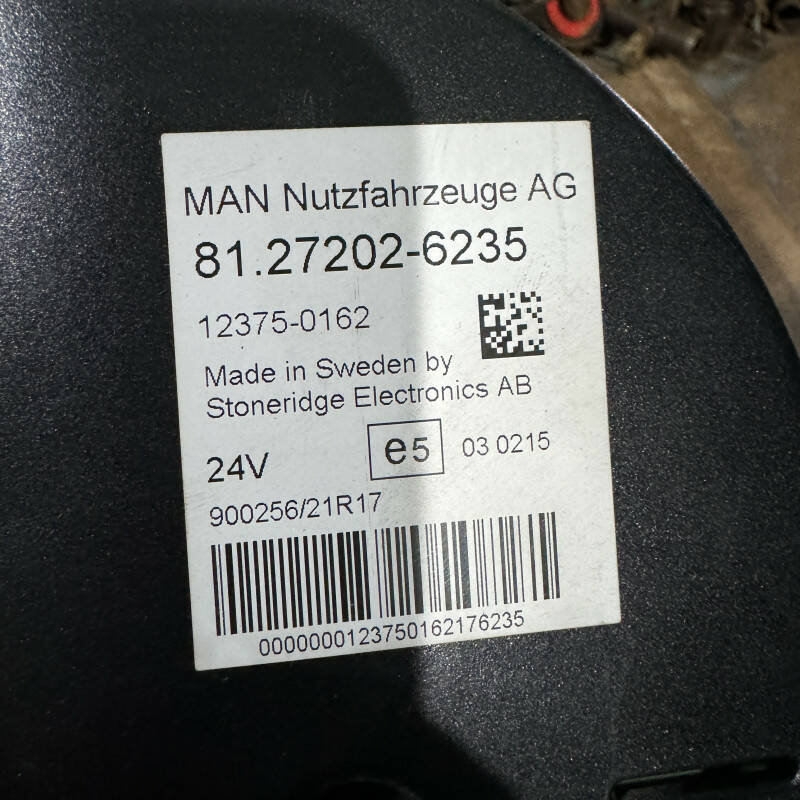 MAN Nutzfahrzeuge AG
81.27202-6235
12375-0162
Made in Sweden by
Stoneridge Electronics AB
24V e5 03 0215
900256/21R17
0000000123750162176235